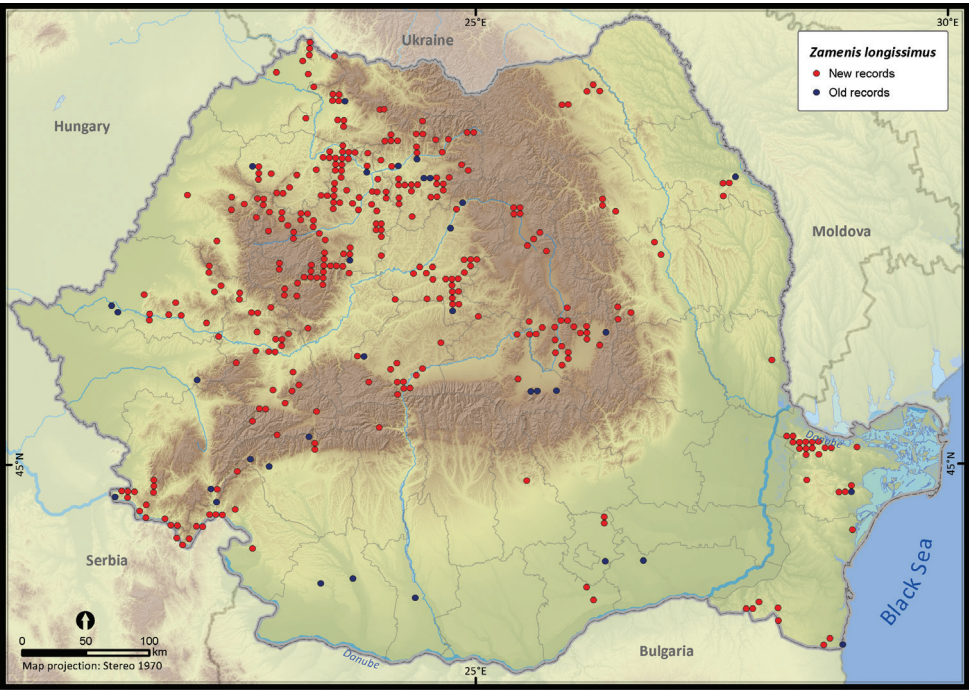 25°E
30°E
Ukraine
Zamenis longissimus
New records
Old records
Hungary
Moldova
Danube
45°N
45°N
Serbia
Black Sea
0 50 100
km
Map projection: Stereo 1970
Danube
Bulgaria
25°E